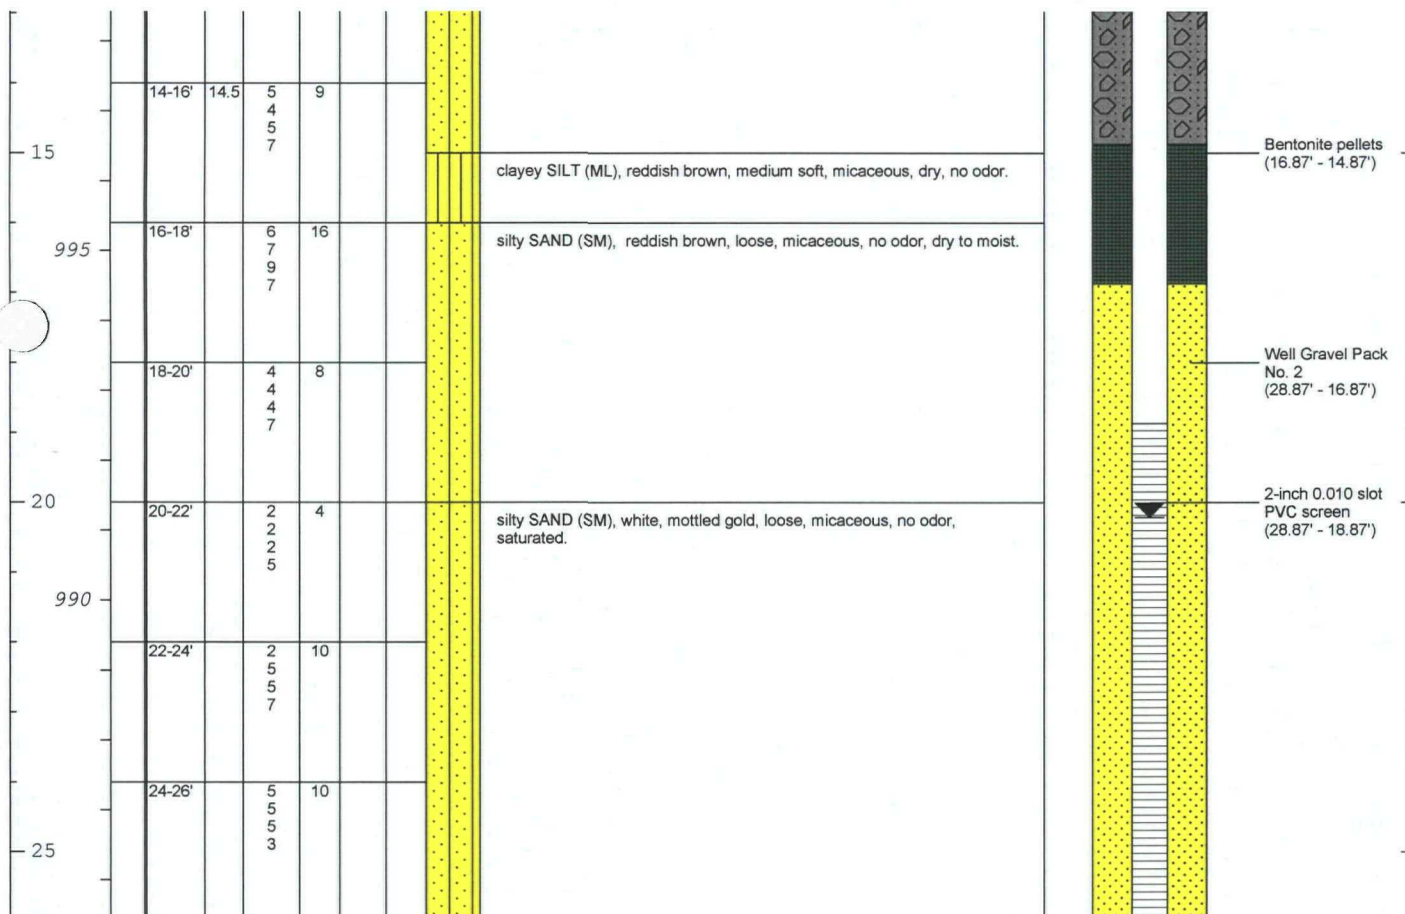 14-16' 14.5 5 9
4
5
7
15
clayey SILT (ML), reddish brown, medium soft, micaceous, dry, no odor.
Bentonite pellets
(16.87' - 14.87')
16-18' 6 16
7
9
7
995
silty SAND (SM), reddish brown, loose, micaceous, no odor, dry to moist.
18-20' 4 8
4
4
7
Well Gravel Pack
No. 2
(28.87' - 16.87')
20
20-22' 2 4
2
2
5
silty SAND (SM), white, mottled gold, loose, micaceous, no odor,
saturated.
2-inch 0.010 slot
PVC screen
(28.87' - 18.87')
990
22-24' 2 10
5
5
7
24-26' 5 10
5
5
3
25